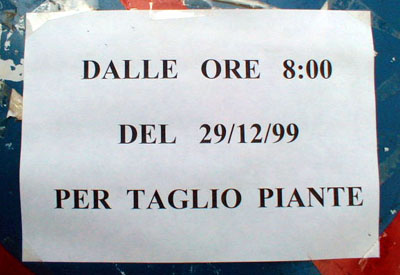 DALLE ORE 8:00
DEL 29/12/99
PER TAGLIO PIANTE